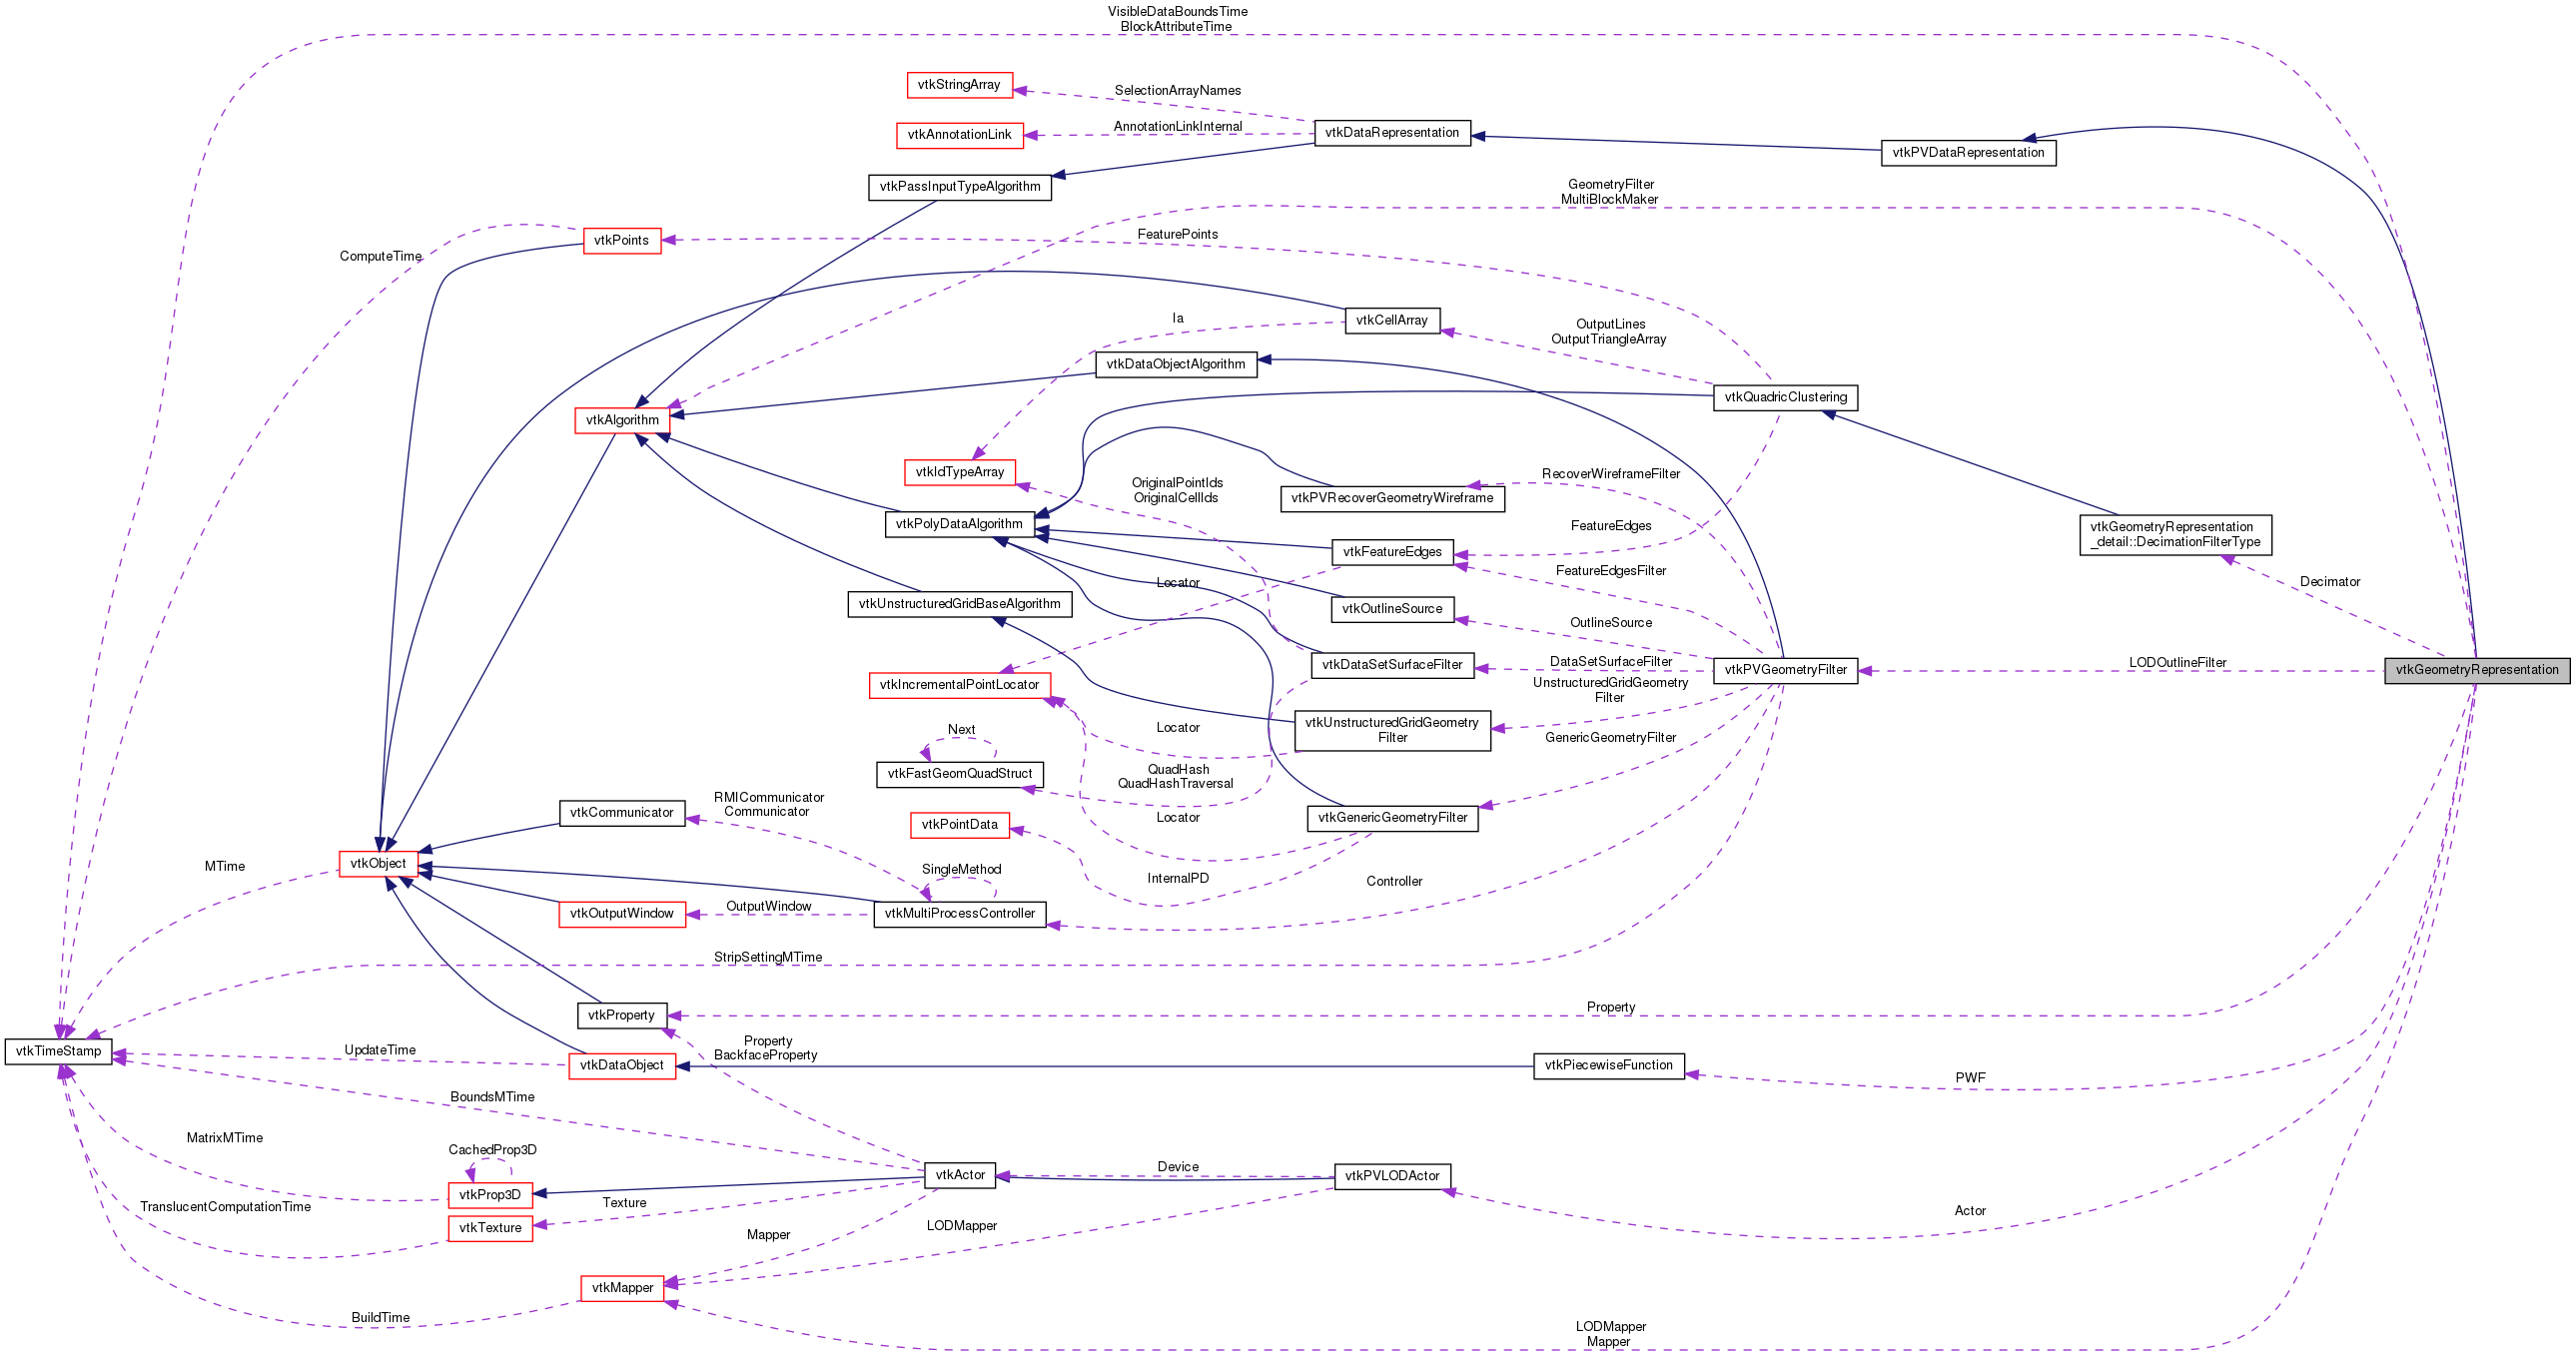 VisibleDataBoundsTime
BlockAttributeTime
vtkStringArray
SelectionArrayNames
vtkAnnotationLink
AnnotationLinkInternal
vtkDataRepresentation
vtkPVDataRepresentation
vtkPassInputTypeAlgorithm
GeometryFilter
MultiBlockMaker
vtkPoints
FeaturePoints
ComputeTime
vtkCellArray
Ia
OutputLines
OutputTriangleArray
vtkDataObjectAlgorithm
vtkQuadricClustering
vtkAlgorithm
vtkIdTypeArray
OriginalPointIds
OriginalCellIds
RecoverWireframeFilter
vtkPVRecoverGeometryWireframe
vtkPolyDataAlgorithm
FeatureEdges
vtkGeometryRepresentation
_detail::DecimationFilterType
vtkFeatureEdges
FeatureEdgesFilter
Locator
Decimator
vtkUnstructuredGridBaseAlgorithm
vtkOutlineSource
OutlineSource
vtkDataSetSurfaceFilter
DataSetSurfaceFilter
vtkPVGeometryFilter
LODOutlineFilter
vtkGeometryRepresentation
vtkIncrementalPointLocator
UnstructuredGridGeometry
Filter
Next
Locator
vtkUnstructuredGridGeometry
Filter
GenericGeometryFilter
vtkFastGeomQuadStruct
QuadHash
QuadHashTraversal
vtkCommunicator
RMICommunicator
Communicator
vtkPointData
Locator
vtkGenericGeometryFilter
vtkObject
MTime
SingleMethod
InternalPD
Controller
vtkOutputWindow
OutputWindow
vtkMultiProcessController
StripSettingMTime
vtkProperty
Property
vtkTimeStamp
UpdateTime
vtkDataObject
Property
BackfaceProperty
vtkPiecewiseFunction
PWF
BoundsMTime
MatrixMTime
CachedProp3D
vtkProp3D
vtkActor
Device
vtkPVLODActor
TranslucentComputationTime
vtkTexture
Texture
Mapper
LODMapper
Actor
vtkMapper
BuildTime
LODMapper
Mapper